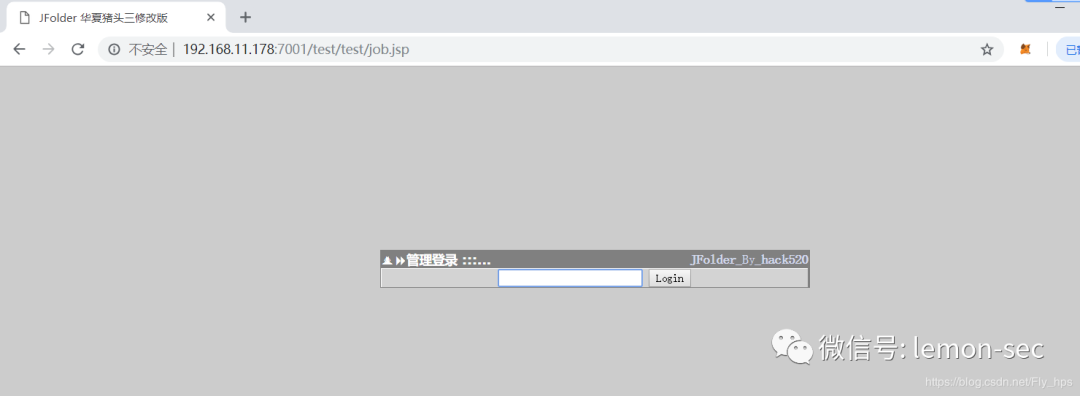 JFolder 华夏猪头三修改版
不安全 | 192.168.11.178:7001/test/test/job.jsp
管理登录 :::...
JFolder_By_hack520
Login
微信号: lemon-sec
https://blog.csdn.net/Fly_hps